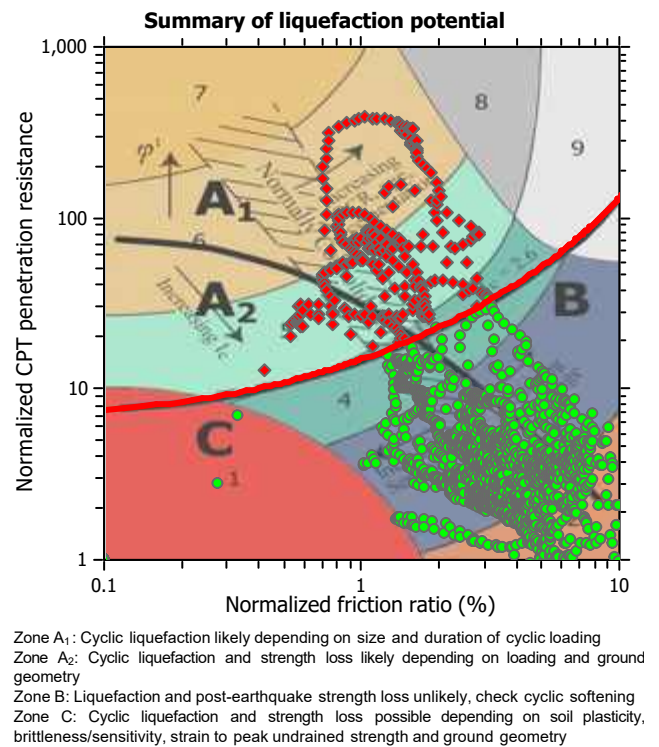 Summary of liquefaction potential
1,000
100
10
1
Normalized CPT penetration resistance
7
8
9
φ'
A1
Normally
Increasing
6
A2
Increasing Ic
B
4
C
1
0.1
1
10
Normalized friction ratio (%)
Zone A1: Cyclic liquefaction likely depending on size and duration of cyclic loading
Zone A2: Cyclic liquefaction and strength loss likely depending on loading and ground
geometry
Zone B: Liquefaction and post-earthquake strength loss unlikely, check cyclic softening
Zone C: Cyclic liquefaction and strength loss possible depending on soil plasticity,
brittleness/sensitivity, strain to peak undrained strength and ground geometry